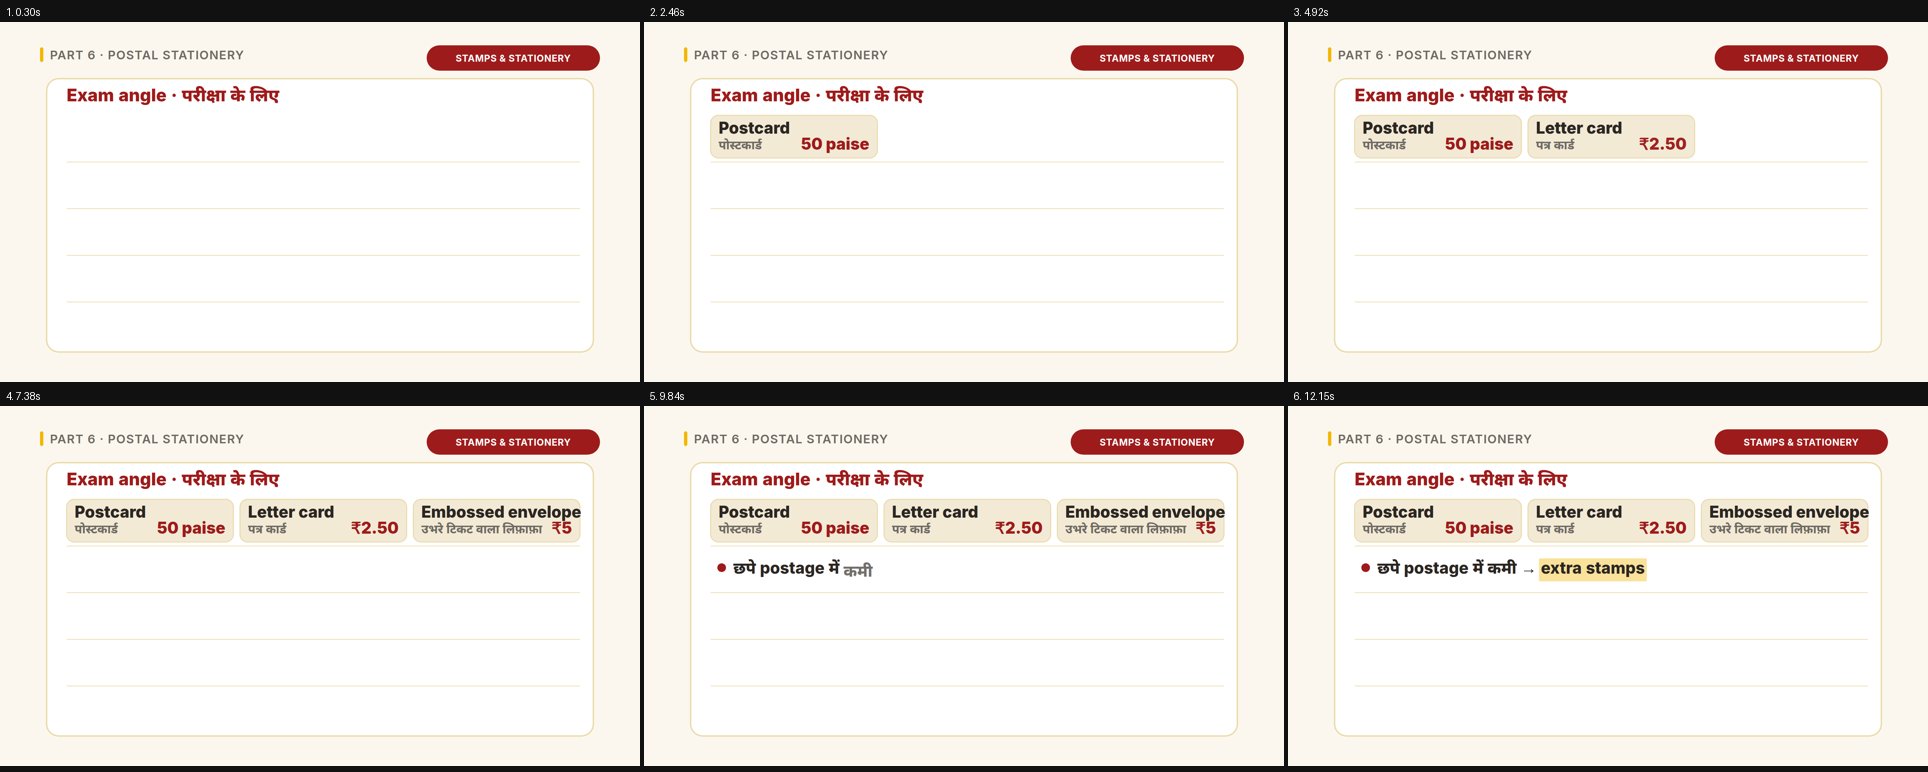 1. 0.30s
PART 6 · POSTAL STATIONERY
STAMPS & STATIONERY
Exam angle · परीक्षा के लिए
2. 2.46s
PART 6 · POSTAL STATIONERY
STAMPS & STATIONERY
Exam angle · परीक्षा के लिए
Postcard
पोस्टकार्ड 50 paise
3. 4.92s
PART 6 · POSTAL STATIONERY
STAMPS & STATIONERY
Exam angle · परीक्षा के लिए
Postcard
पोस्टकार्ड 50 paise
Letter card
पत्र कार्ड ₹2.50
4. 7.38s
PART 6 · POSTAL STATIONERY
STAMPS & STATIONERY
Exam angle · परीक्षा के लिए
Postcard
पोस्टकार्ड 50 paise
Letter card
पत्र कार्ड ₹2.50
Embossed envelope
उभरे टिकट वाला लिफ़ाफ़ा ₹5
5. 9.84s
PART 6 · POSTAL STATIONERY
STAMPS & STATIONERY
Exam angle · परीक्षा के लिए
Postcard
पोस्टकार्ड 50 paise
Letter card
पत्र कार्ड ₹2.50
Embossed envelope
उभरे टिकट वाला लिफ़ाफ़ा ₹5
● छपे postage में कमी
6. 12.15s
PART 6 · POSTAL STATIONERY
STAMPS & STATIONERY
Exam angle · परीक्षा के लिए
Postcard
पोस्टकार्ड 50 paise
Letter card
पत्र कार्ड ₹2.50
Embossed envelope
उभरे टिकट वाला लिफ़ाफ़ा ₹5
● छपे postage में कमी → extra stamps